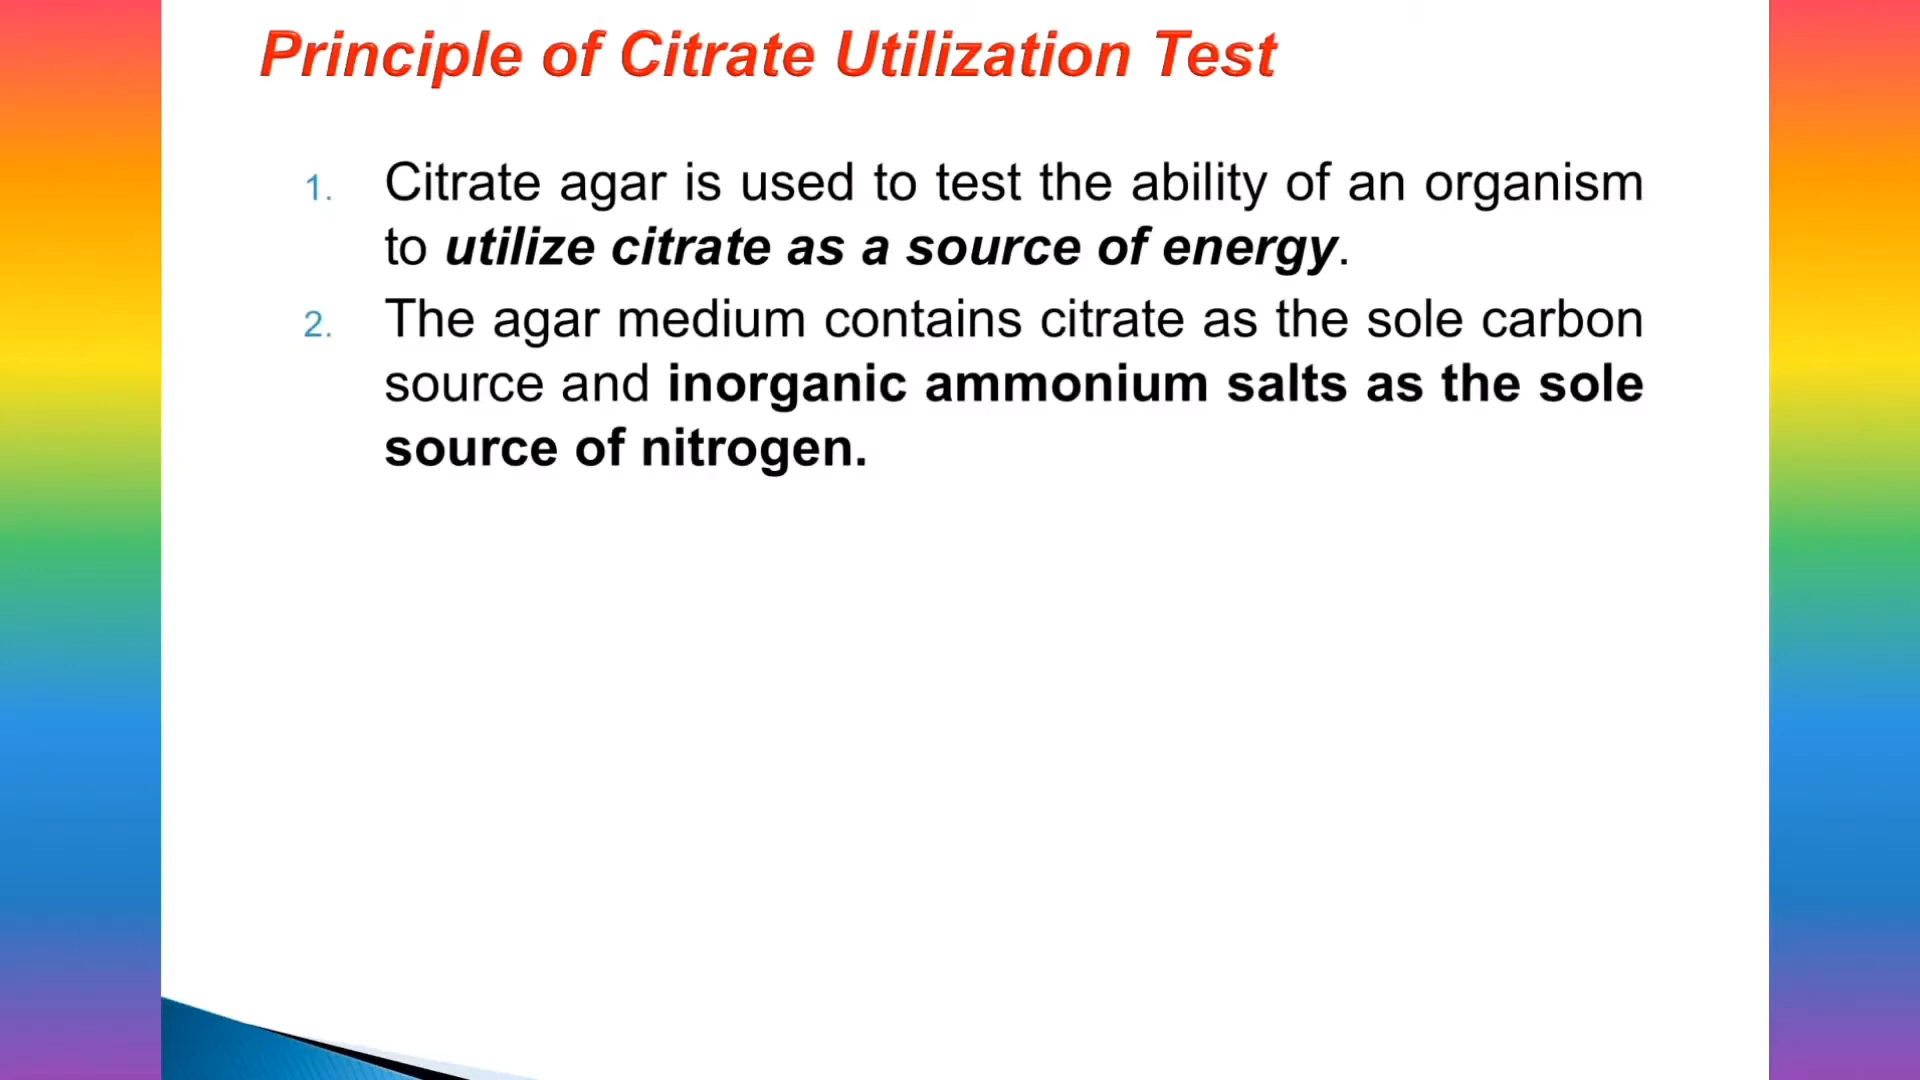 Principle of Citrate Utilization Test
1. Citrate agar is used to test the ability of an organism
to utilize citrate as a source of energy.
2. The agar medium contains citrate as the sole carbon
source and inorganic ammonium salts as the sole
source of nitrogen.